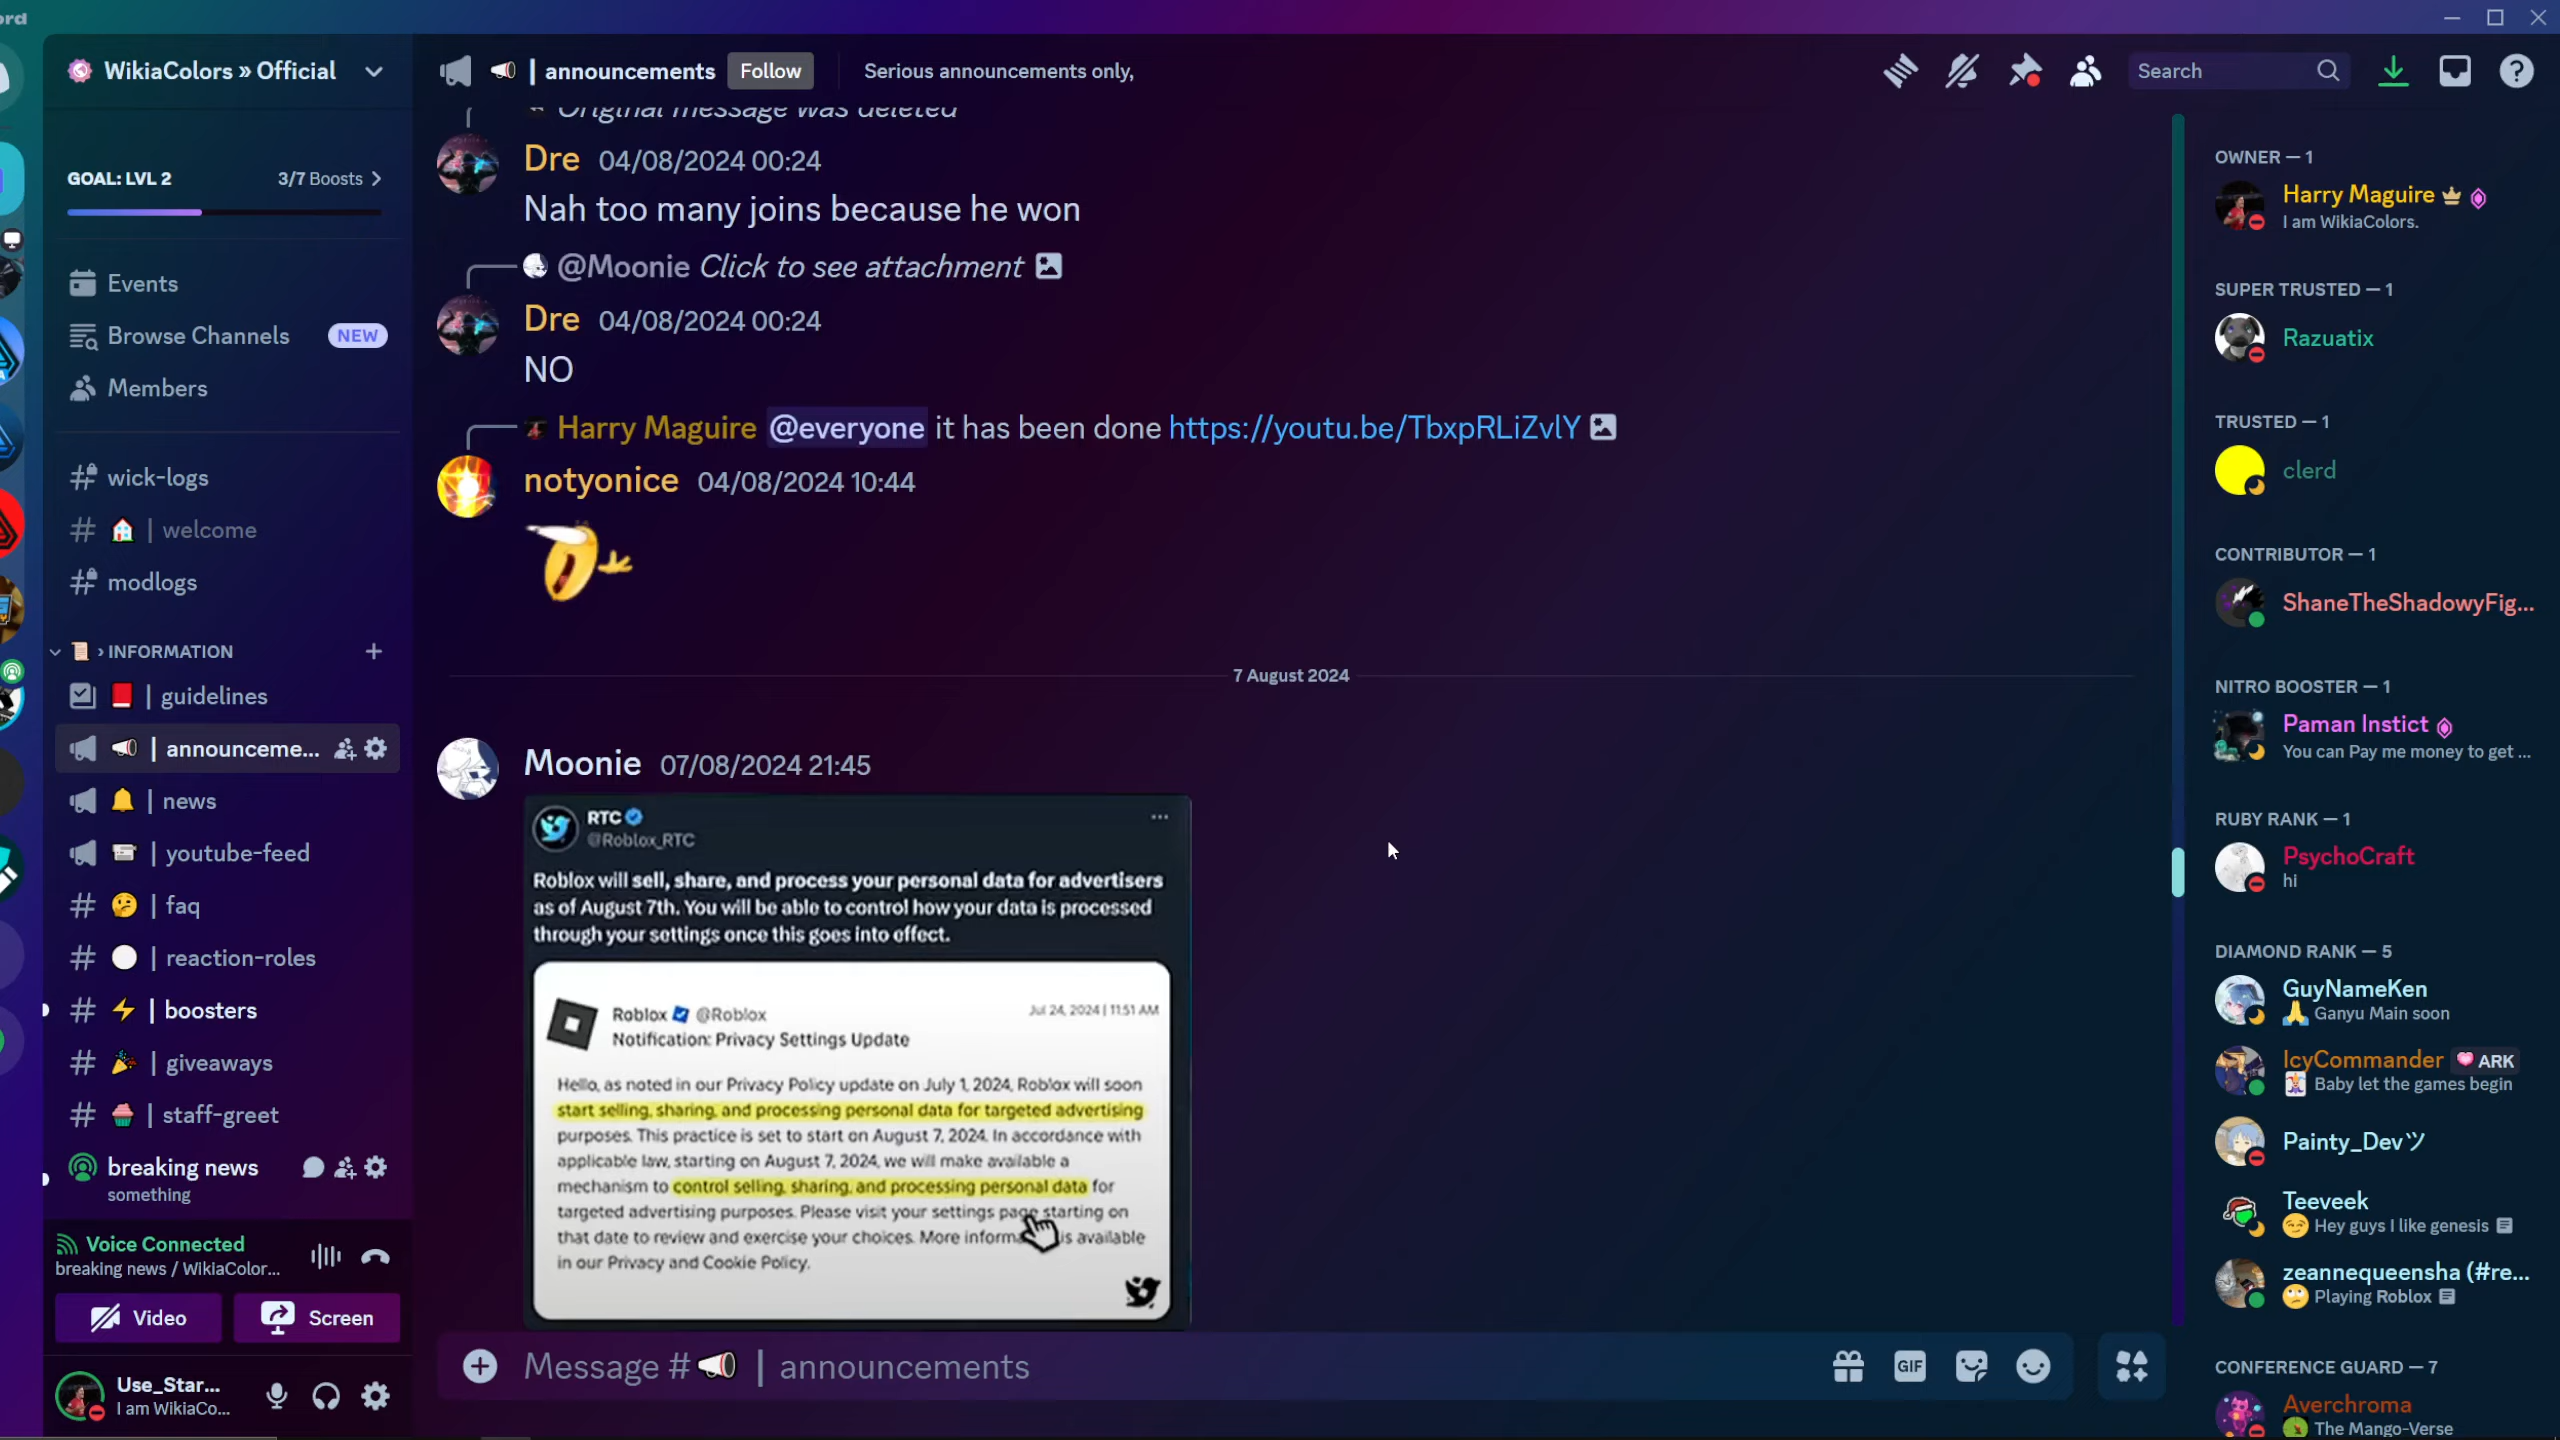 ord
WikiaColors » Official
GOAL: LVL 2
3/7 Boosts
Events
Browse Channels
NEW
Members
wick-logs
| welcome
modlogs
› INFORMATION
| guidelines
| announceme...
| news
| youtube-feed
| faq
| reaction-roles
| boosters
| giveaways
| staff-greet
breaking news
something
Voice Connected
breaking news / WikiaColor...
Video
Screen
Use_Star...
I am WikiaCo...
| announcements
Follow
Serious announcements only,
Search
Original message was deleted
Dre 04/08/2024 00:24
Nah too many joins because he won
@Moonie Click to see attachment
Dre 04/08/2024 00:24
NO
Harry Maguire @everyone it has been done https://youtu.be/TbxpRLiZvlY
notyonice 04/08/2024 10:44
7 August 2024
Moonie 07/08/2024 21:45
RTC
@Roblox_RTC
Roblox will sell, share, and process your personal data for advertisers
as of August 7th. You will be able to control how your data is processed
through your settings once this goes into effect.
Roblox @Roblox
Jul 24, 2024 | 11:51 AM
Notification: Privacy Settings Update
Hello, as noted in our Privacy Policy update on July 1, 2024, Roblox will soon
start selling, sharing, and processing personal data for targeted advertising
purposes. This practice is set to start on August 7, 2024. In accordance with
applicable law, starting on August 7, 2024, we will make available a
mechanism to control selling, sharing, and processing personal data for
targeted advertising purposes. Please visit your settings page starting on
that date to review and exercise your choices. More informa is available
in our Privacy and Cookie Policy.
Message # | announcements
GIF
OWNER — 1
Harry Maguire
I am WikiaColors.
SUPER TRUSTED — 1
Razuatix
TRUSTED — 1
clerd
CONTRIBUTOR — 1
ShaneTheShadowyFig...
NITRO BOOSTER — 1
Paman Instict
You can Pay me money to get ...
RUBY RANK — 1
PsychoCraft
hi
DIAMOND RANK — 5
GuyNameKen
Ganyu Main soon
IcyCommander ARK
Baby let the games begin
Painty_Devツ
Teeveek
Hey guys I like genesis
zeannequeensha (#re...
Playing Roblox
CONFERENCE GUARD — 7
Averchroma
The Mango-Verse